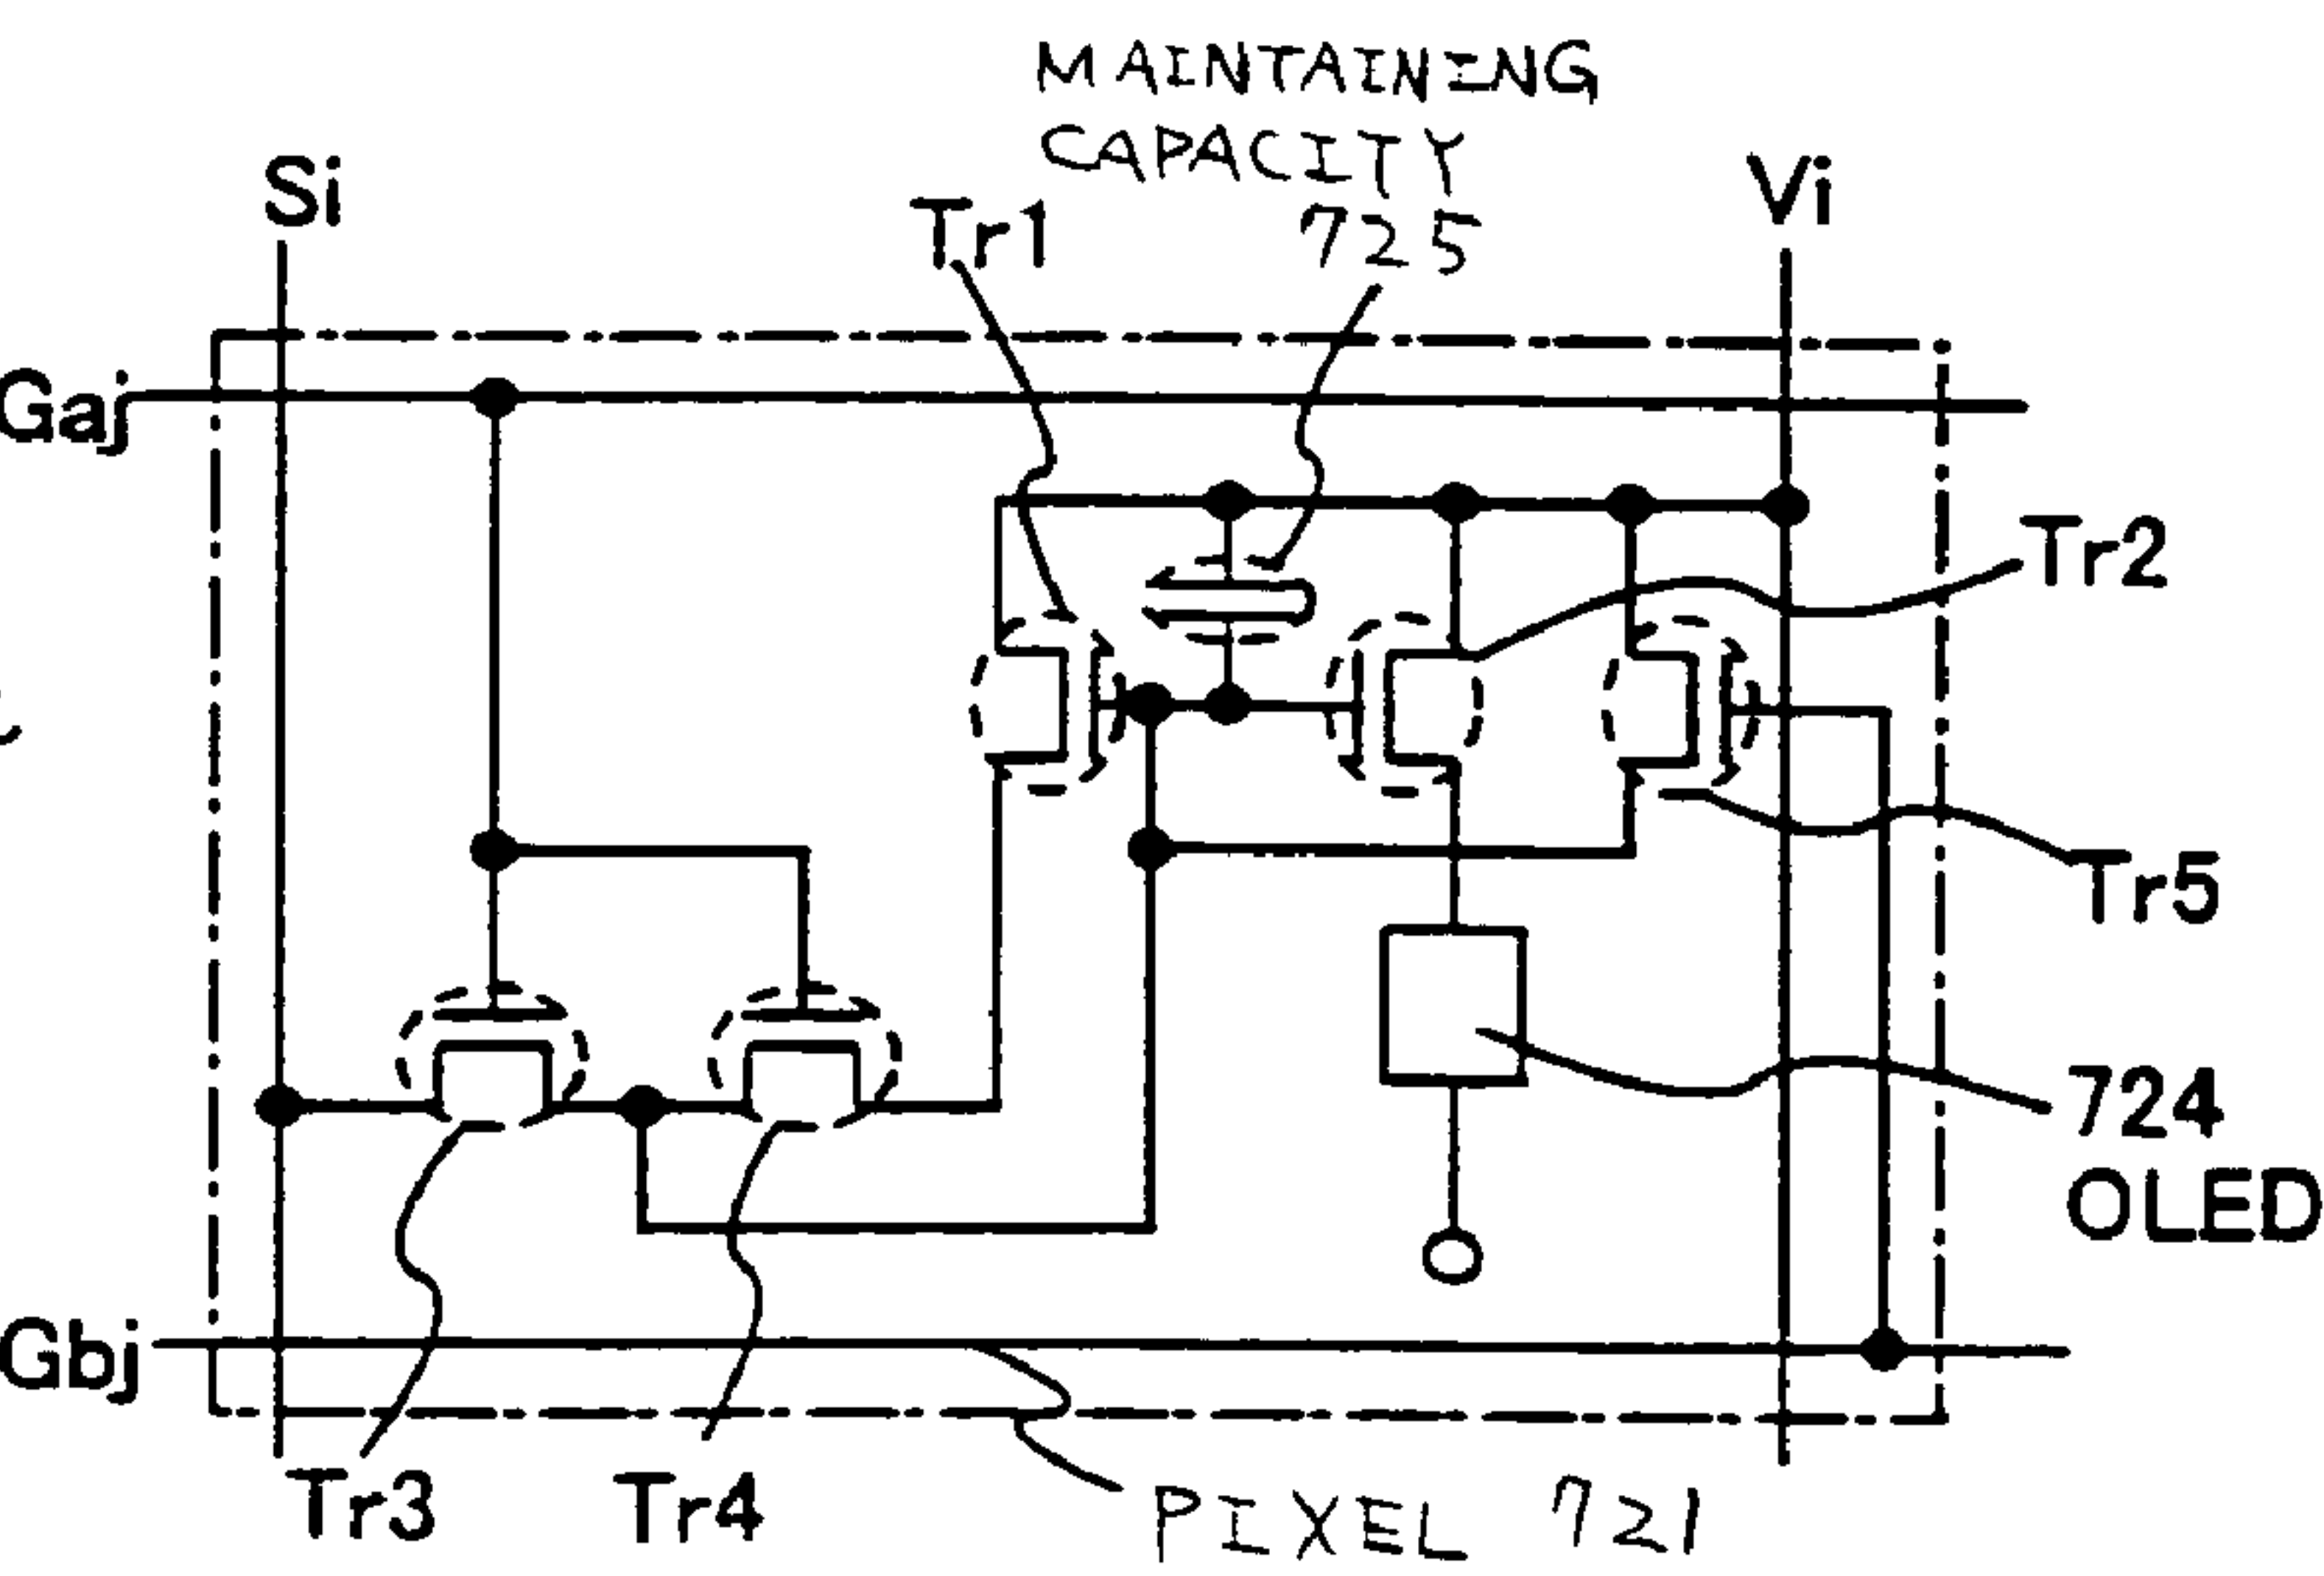 MAINTAINING
CAPACITY
725
Si
Tr1
Vi
Gaj
Tr2
Tr5
724
OLED
Gbj
Tr3
Tr4
PIXEL 721